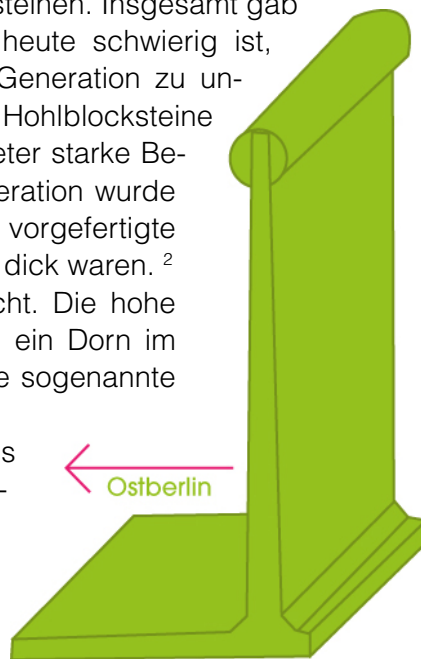 steinen. Insgesamt gab
heute schwierig ist,
Generation zu un-
Hohlblocksteine
eter starke Be-
eration wurde
vorgefertigte
dick waren. ²
cht. Die hohe
ein Dorn im
e sogenannte
s
-
Ostberlin